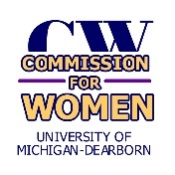 CW
COMMISSION
FOR
WOMEN
UNIVERSITY OF
MICHIGAN-DEARBORN